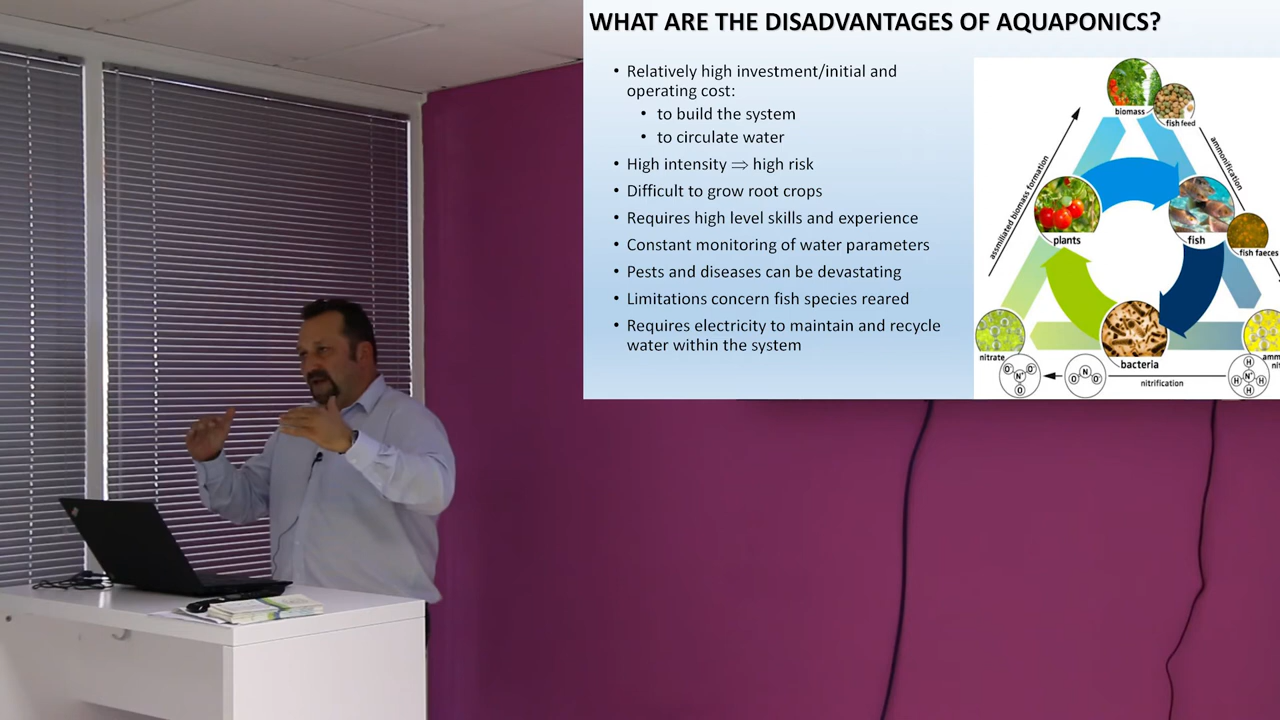 WHAT ARE THE DISADVANTAGES OF AQUAPONICS?
• Relatively high investment/initial and
operating cost:
• to build the system
• to circulate water
• High intensity ⇒ high risk
• Difficult to grow root crops
• Requires high level skills and experience
• Constant monitoring of water parameters
• Pests and diseases can be devastating
• Limitations concern fish species reared
• Requires electricity to maintain and recycle
water within the system
biomass
fish feed
assmiliated biomass formation
ammonification
plants
fish
fish faeces
nitrate
bacteria
amm
nit
nitrification
O⁻ O⁻
N⁺
O
N
O O⁻
H
H N⁺ H
H